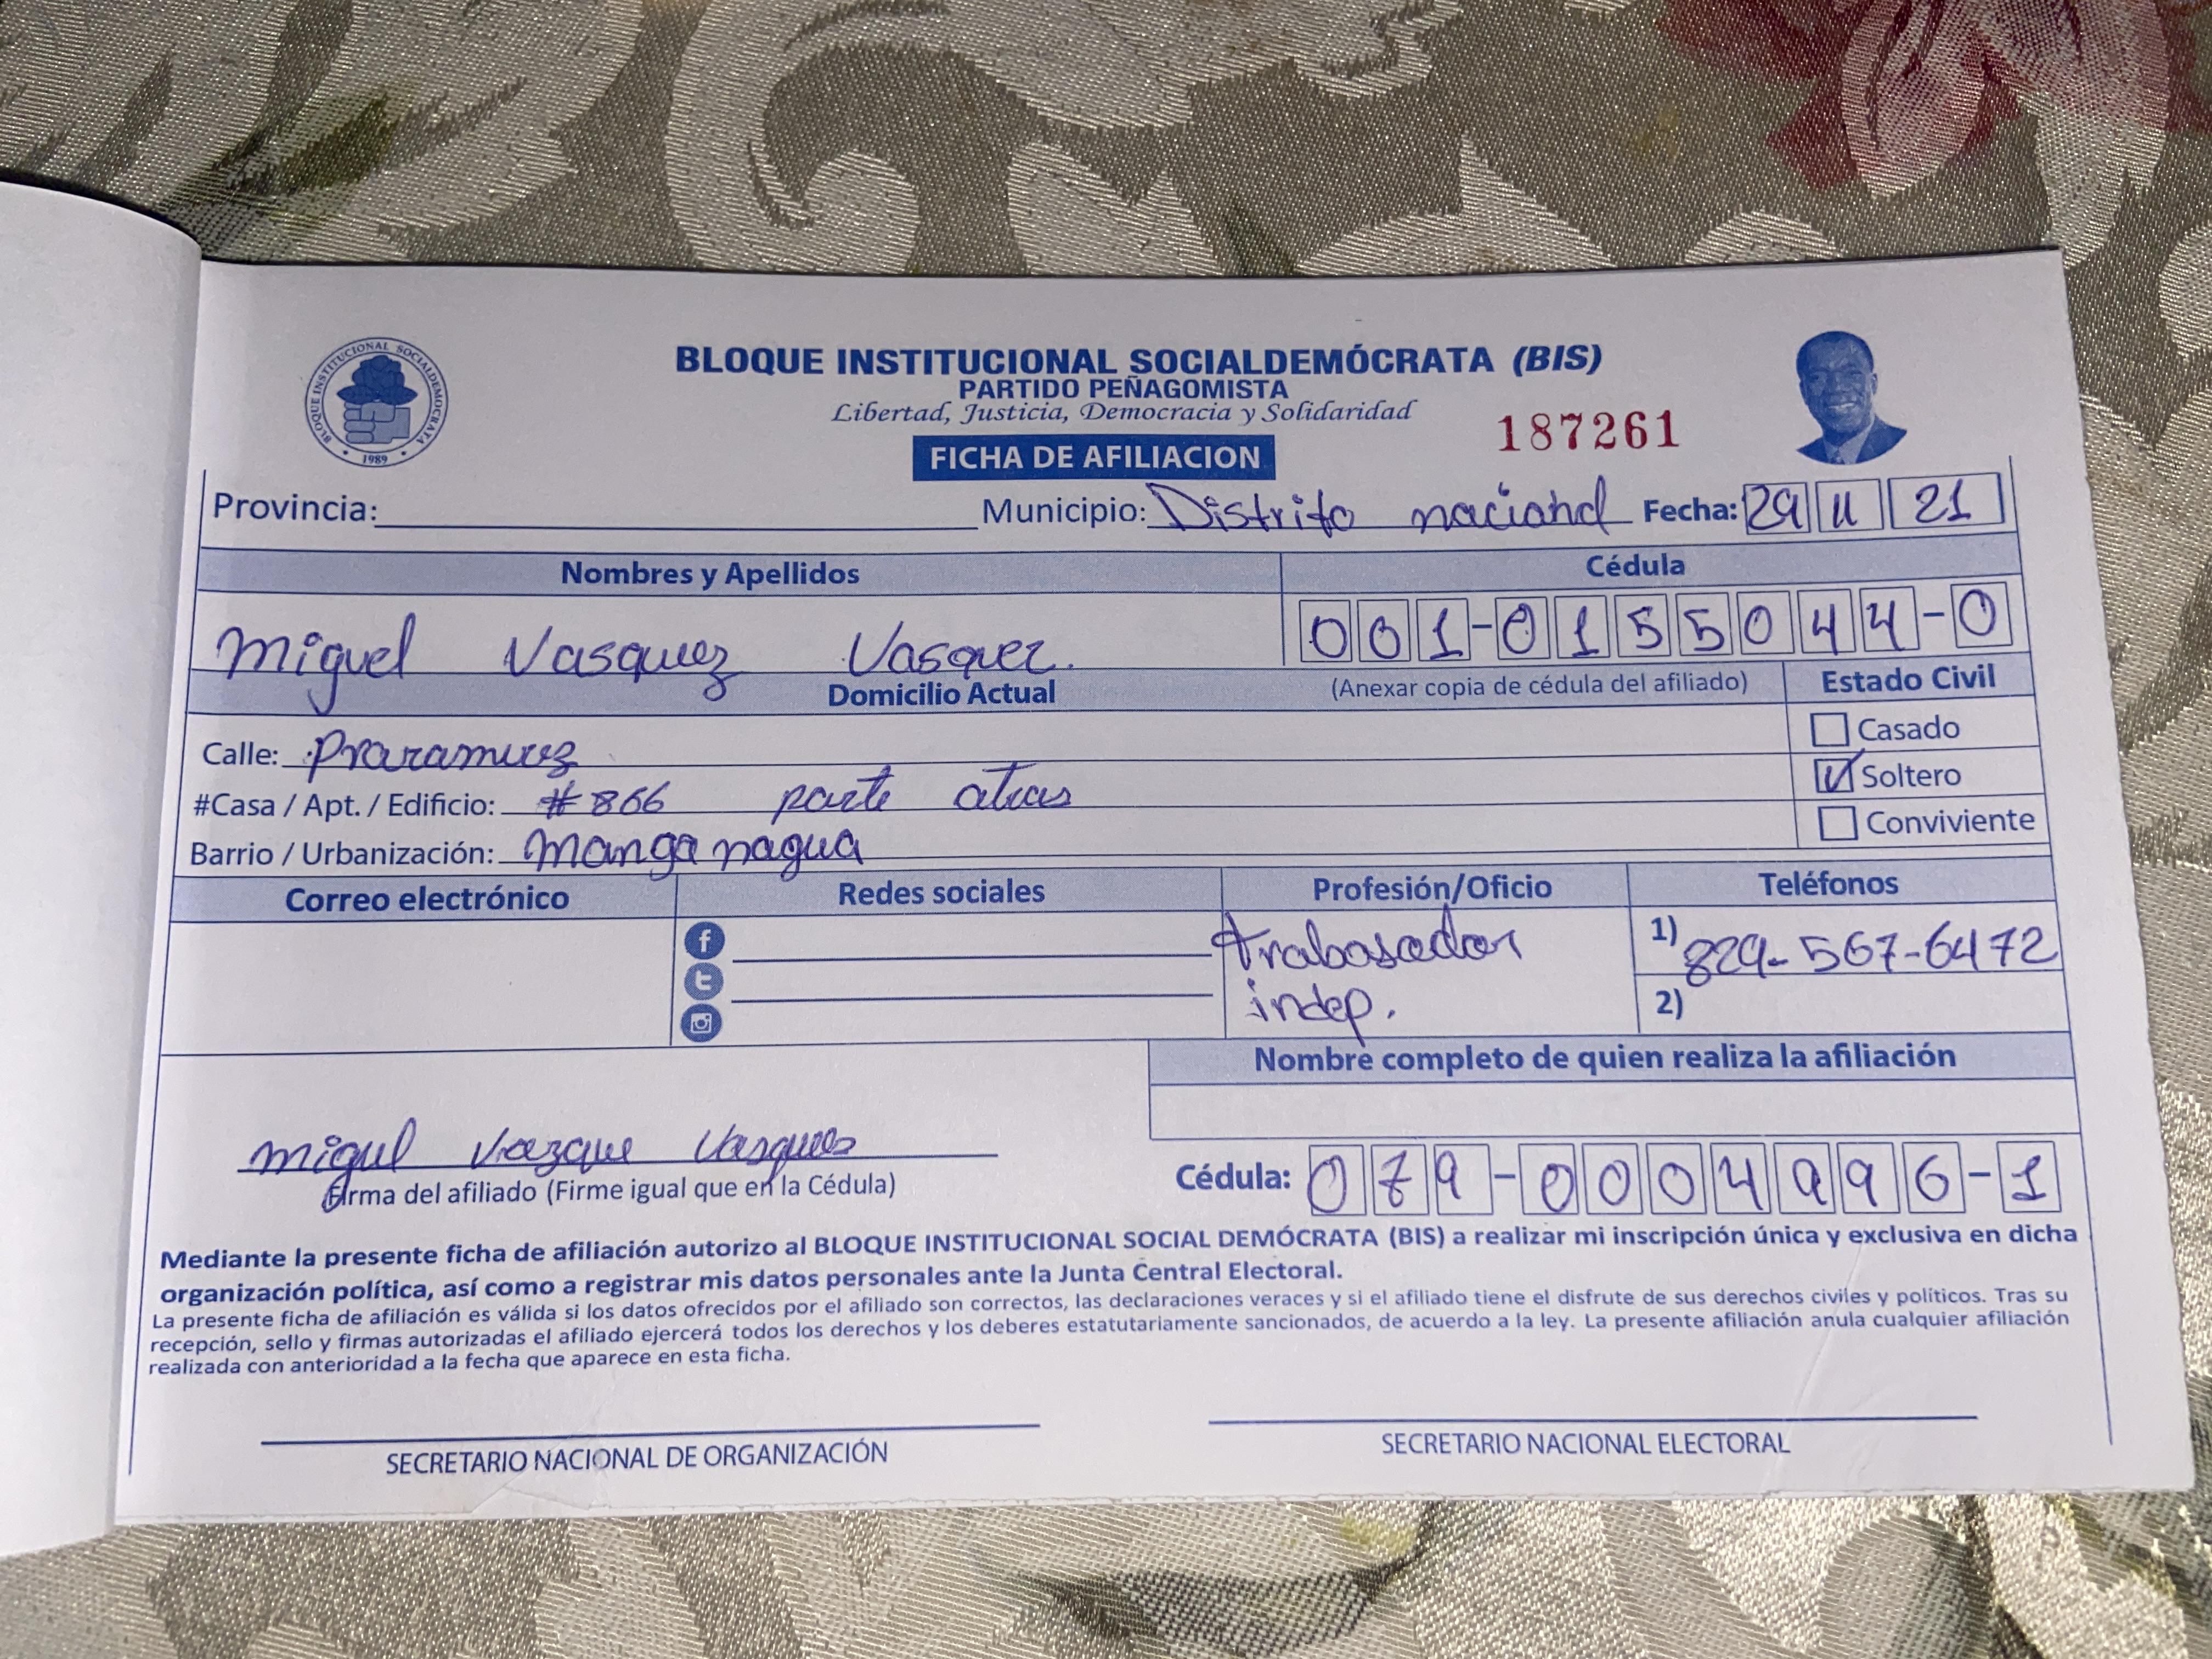 BLOQUE INSTITUCIONAL SOCIALDEMOCRATA
1989
BLOQUE INSTITUCIONAL SOCIALDEMÓCRATA (BIS)
PARTIDO PEÑAGOMISTA
Libertad, Justicia, Democracia y Solidaridad
187261
FICHA DE AFILIACION
Provincia: Municipio: Distrito nacional Fecha: 29 11 21
Nombres y Apellidos Cédula
Miguel Vasquez Vasquez. 001-0155044-0
Domicilio Actual (Anexar copia de cédula del afiliado) Estado Civil
Calle: Casado
#Casa / Apt. / Edificio: #866 parte atras Soltero
Barrio / Urbanización: manganagua Conviviente
Correo electrónico Redes sociales Profesión/Oficio Teléfonos
trabasador 1) 829-567-6472
indep. 2)
Nombre completo de quien realiza la afiliación
Firma del afiliado (Firme igual que en la Cédula) Cédula: 079-0004996-1
Mediante la presente ficha de afiliación autorizo al BLOQUE INSTITUCIONAL SOCIAL DEMÓCRATA (BIS) a realizar mi inscripción única y exclusiva en dicha
organización política, así como a registrar mis datos personales ante la Junta Central Electoral.
La presente ficha de afiliación es válida si los datos ofrecidos por el afiliado son correctos, las declaraciones veraces y si el afiliado tiene el disfrute de sus derechos civiles y políticos. Tras su
recepción, sello y firmas autorizadas el afiliado ejercerá todos los derechos y los deberes estatutariamente sancionados, de acuerdo a la ley. La presente afiliación anula cualquier afiliación
realizada con anterioridad a la fecha que aparece en esta ficha.
SECRETARIO NACIONAL DE ORGANIZACIÓN SECRETARIO NACIONAL ELECTORAL